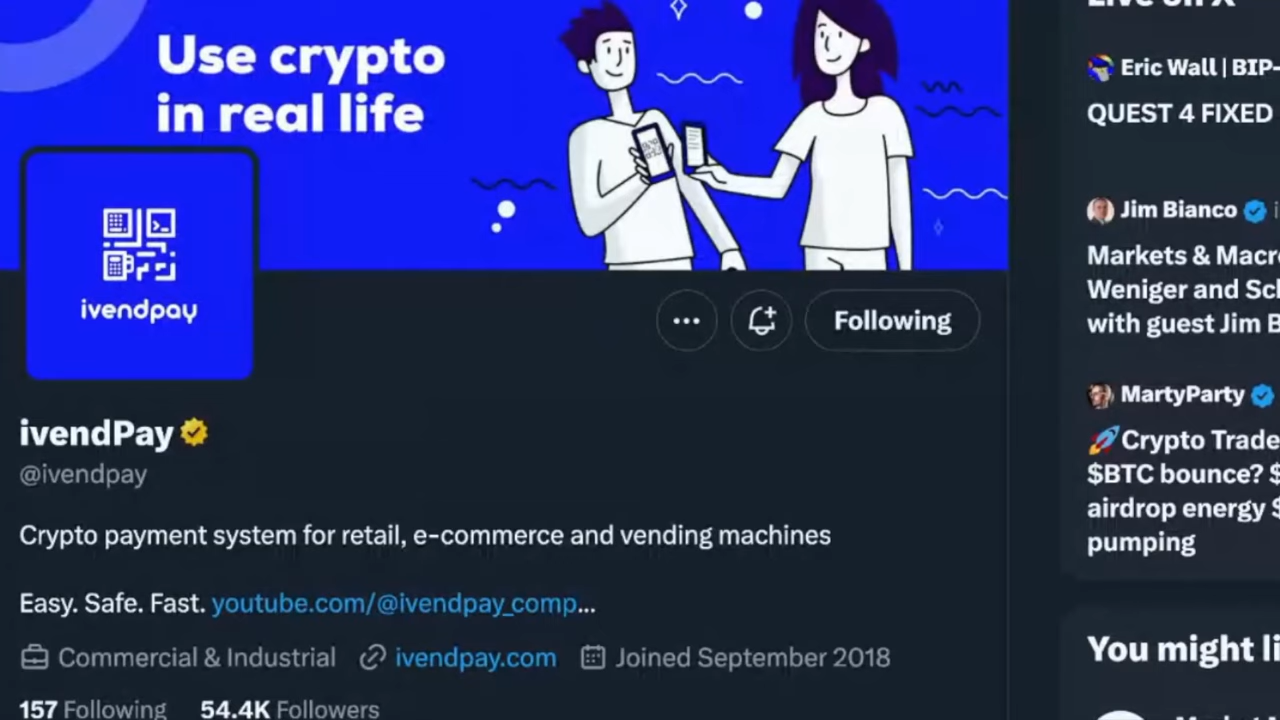 Use crypto
in real life
ivendpay
Following
ivendPay
@ivendpay
Crypto payment system for retail, e-commerce and vending machines
Easy. Safe. Fast. youtube.com/@ivendpay_comp...
Commercial & Industrial ivendpay.com Joined September 2018
157 Following 54.4K Followers
Eric Wall | BIP-
QUEST 4 FIXED
Jim Bianco
Markets & Macr
Weniger and Sc
with guest Jim B
MartyParty
🚀Crypto Trade
$BTC bounce? $
airdrop energy $
pumping
You might li